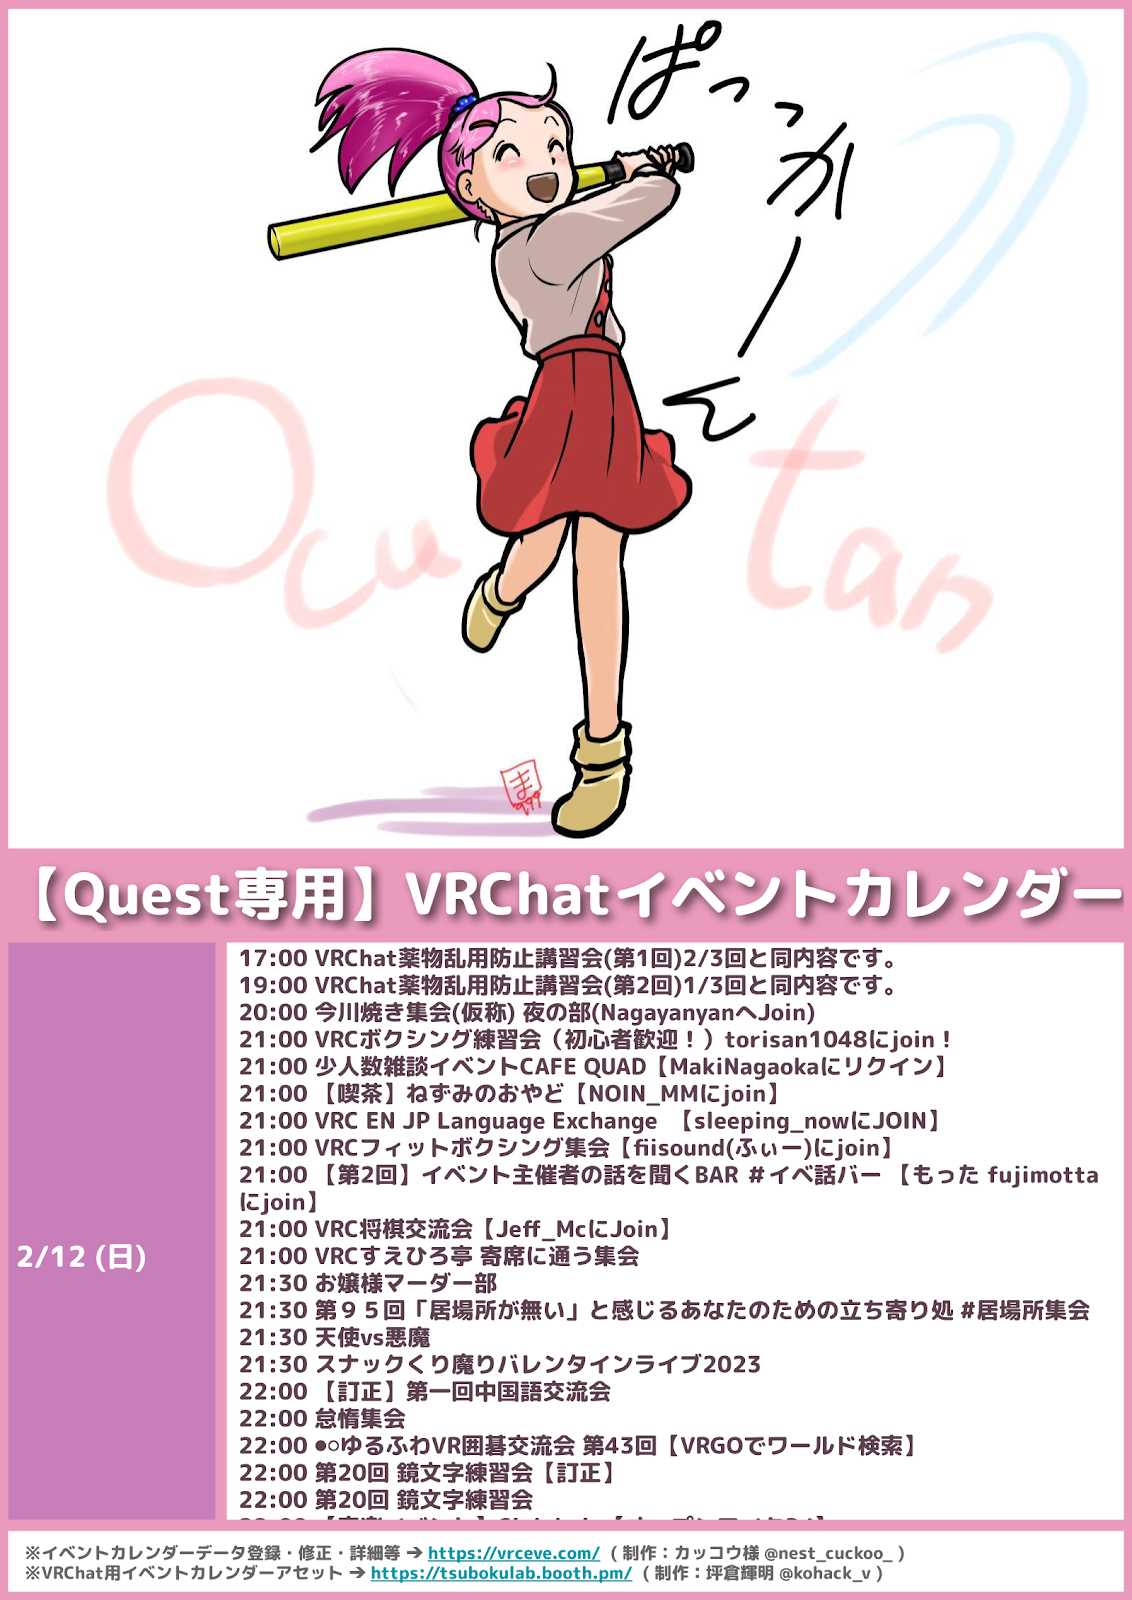 ぱっっかーん
Ocu tan
ま
999
【Quest専用】VRChatイベントカレンダー
2/12 (日)
17:00 VRChat薬物乱用防止講習会(第1回)2/3回と同内容です。
19:00 VRChat薬物乱用防止講習会(第2回)1/3回と同内容です。
20:00 今川焼き集会(仮称) 夜の部(NagayanyanへJoin)
21:00 VRCボクシング練習会（初心者歓迎！）torisan1048にjoin！
21:00 少人数雑談イベントCAFE QUAD【MakiNagaokaにリクイン】
21:00 【喫茶】ねずみのおやど【NOIN_MMにjoin】
21:00 VRC EN JP Language Exchange 【sleeping_nowにJOIN】
21:00 VRCフィットボクシング集会【fiisound(ふぃー)にjoin】
21:00 【第2回】イベント主催者の話を聞くBAR ＃イベ話バー 【もった fujimotta
にjoin】
21:00 VRC将棋交流会【Jeff_McにJoin】
21:00 VRCすえひろ亭 寄席に通う集会
21:30 お嬢様マーダー部
21:30 第９５回「居場所が無い」と感じるあなたのための立ち寄り処 #居場所集会
21:30 天使vs悪魔
21:30 スナックくり魔りバレンタインライブ2023
22:00 【訂正】第一回中国語交流会
22:00 怠惰集会
22:00 ●○ゆるふわVR囲碁交流会 第43回【VRGOでワールド検索】
22:00 第20回 鏡文字練習会【訂正】
22:00 第20回 鏡文字練習会
※イベントカレンダーデータ登録・修正・詳細等 ➔ https://vrceve.com/ ( 制作：カッコウ様 @nest_cuckoo_ )
※VRChat用イベントカレンダーアセット ➔ https://tsubokulab.booth.pm/ ( 制作：坪倉輝明 @kohack_v )